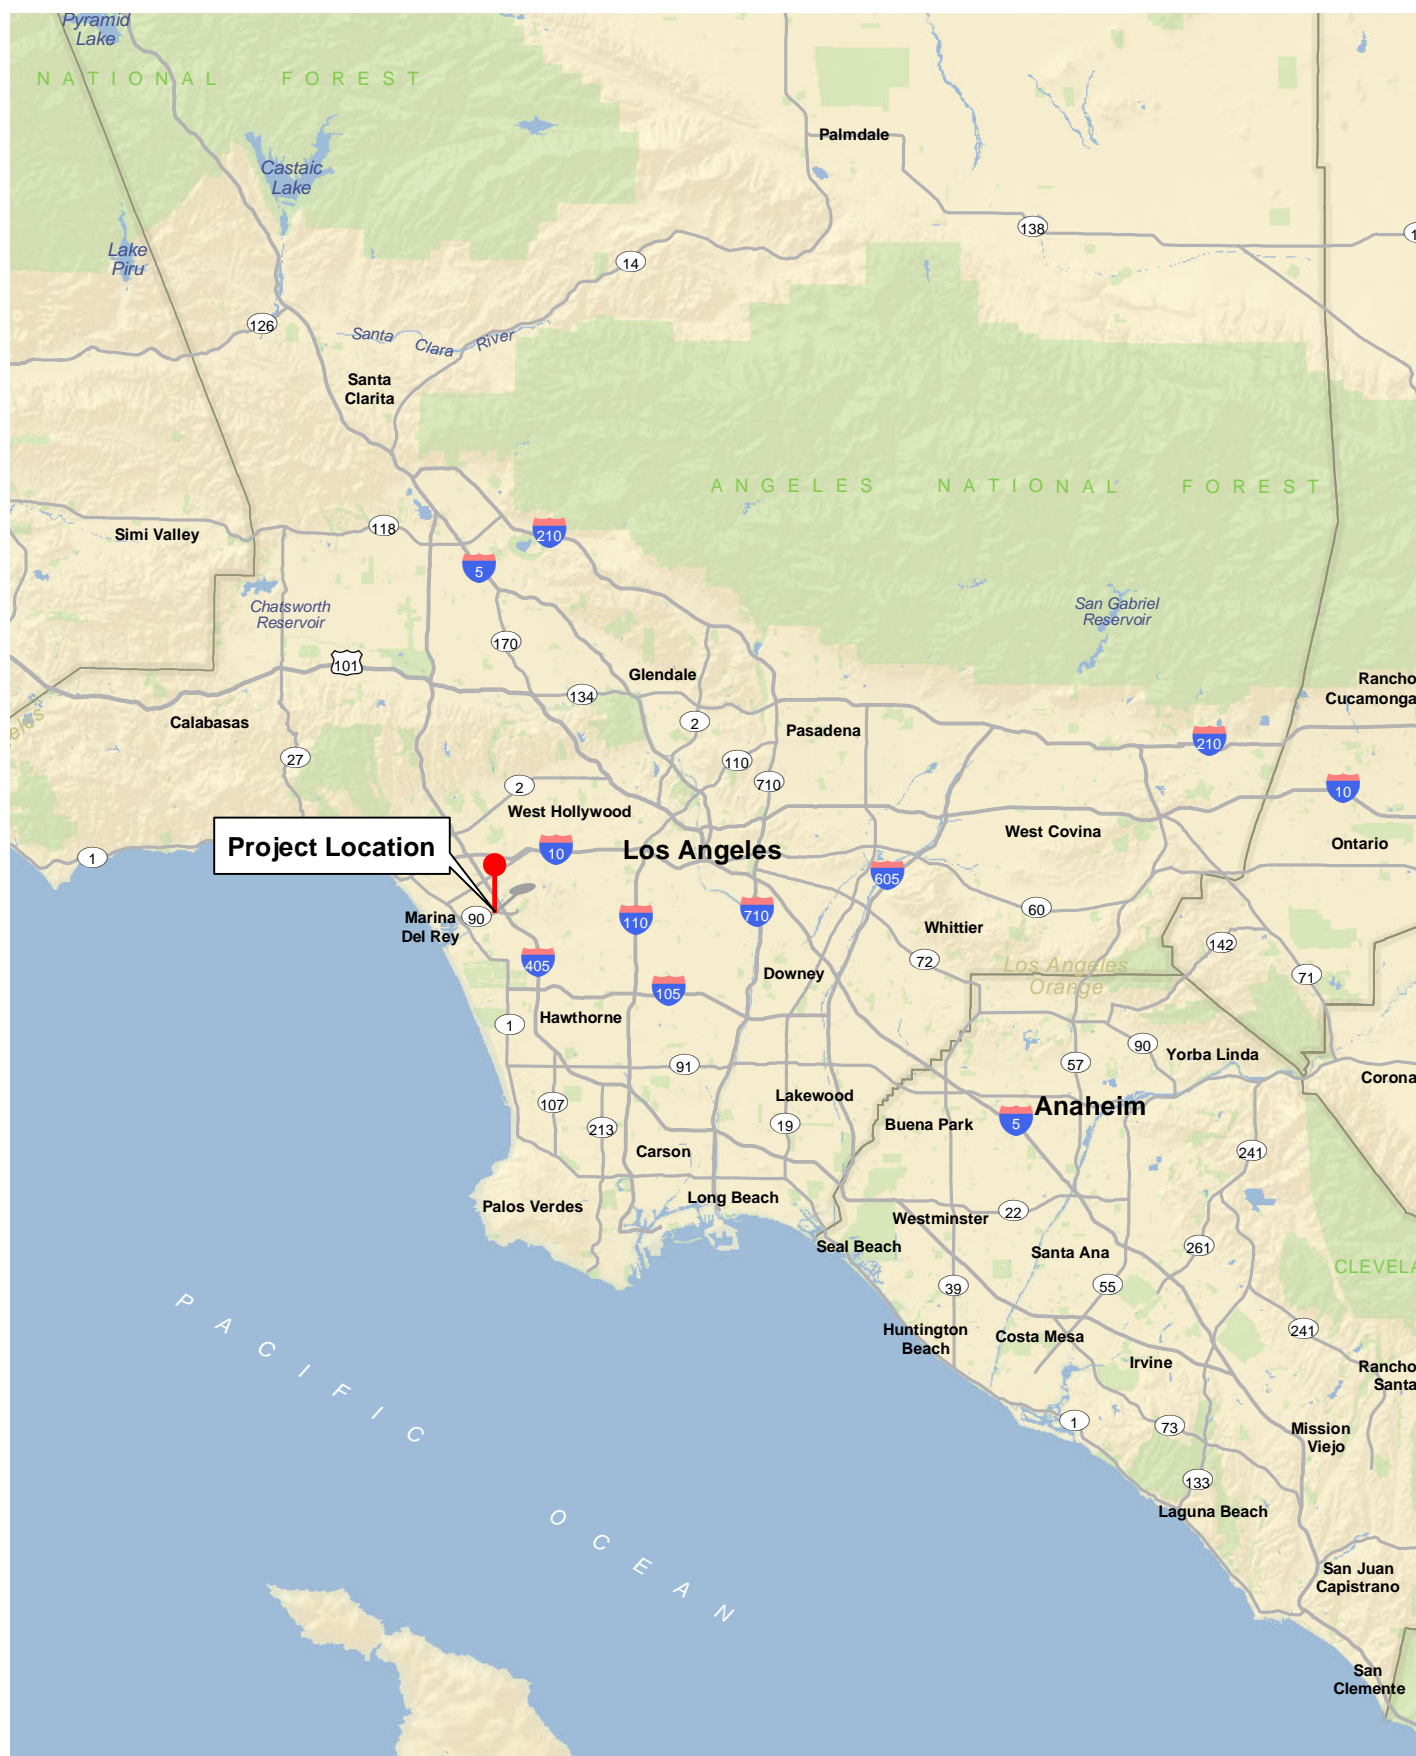 Pyramid
Lake
NATIONAL FOREST
Palmdale
Castaic
Lake
138
1
Lake
Piru
14
126
Santa Clara River
Santa
Clarita
ANGELES NATIONAL FOREST
118
Simi Valley
210
5
Chatsworth
Reservoir
San Gabriel
Reservoir
170
101
Glendale
134
Rancho
Cucamonga
Calabasas
2
Pasadena
210
27
110
710
2
10
West Hollywood
West Covina
Project Location
Los Angeles
Ontario
1
10
605
60
Marina
Del Rey
90
110
710
Whittier
142
405
72
Los Angeles
Orange
71
Downey
105
Hawthorne
1
90
Yorba Linda
91
57
Corona
107
Lakewood
Anaheim
213
19
Buena Park
5
Carson
241
Palos Verdes
Long Beach
Westminster
22
Seal Beach
Santa Ana
261
CLEVELA
39
55
Huntington
Beach
Costa Mesa
241
Irvine
Rancho
Santa
PACIFIC OCEAN
1
73
Mission
Viejo
133
Laguna Beach
San Juan
Capistrano
San
Clemente